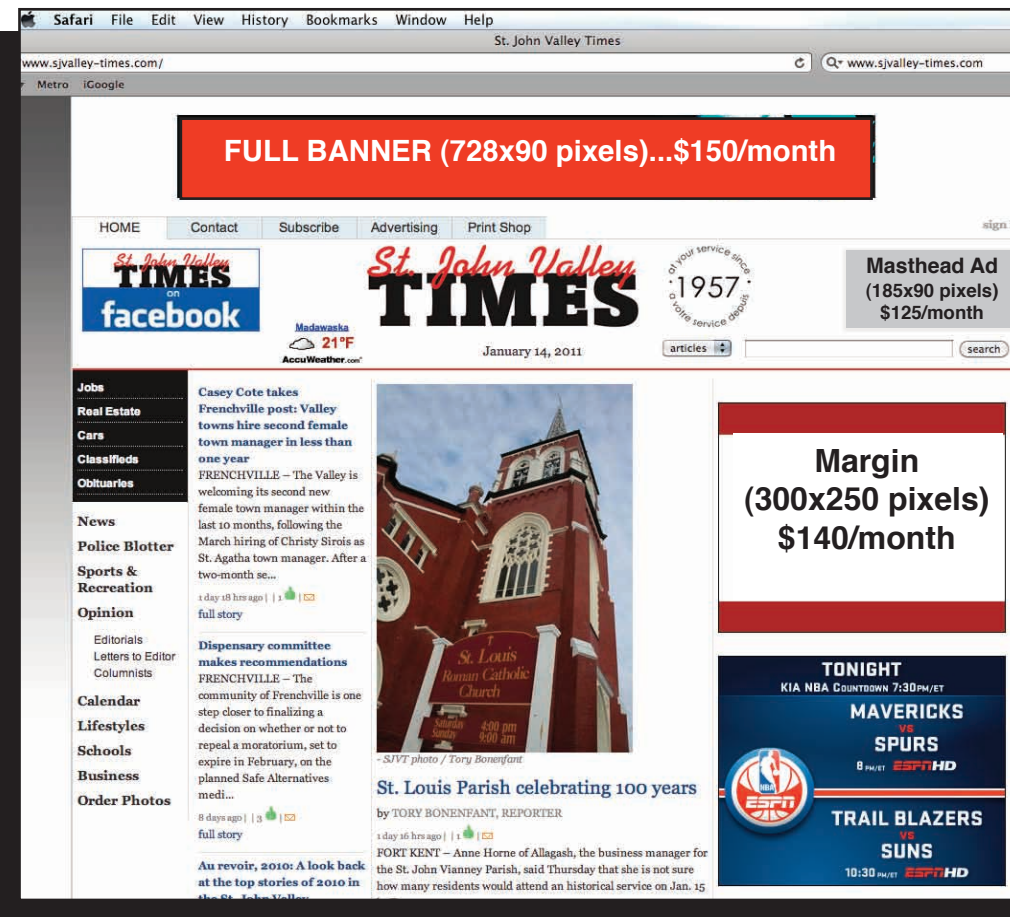 Safari File Edit View History Bookmarks Window Help
St. John Valley Times
www.sjvalley-times.com/
www.sjvalley-times.com
Metro iGoogle
FULL BANNER (728x90 pixels)...$150/month
HOME Contact Subscribe Advertising Print Shop
sign
St. John Valley
TIMES
on
facebook
Madawaska
21°F
AccuWeather.com
St. John Valley
TIMES
January 14, 2011
at your service since
1957
à votre service depuis
Masthead Ad
(185x90 pixels)
$125/month
articles
search
Jobs
Real Estate
Cars
Classifieds
Obituaries
News
Police Blotter
Sports &
Recreation
Opinion
Editorials
Letters to Editor
Columnists
Calendar
Lifestyles
Schools
Business
Order Photos
Casey Cote takes
Frenchville post: Valley
towns hire second female
town manager in less than
one year
FRENCHVILLE – The Valley is
welcoming its second new
female town manager within the
last 10 months, following the
March hiring of Christy Sirois as
St. Agatha town manager. After a
two-month se...
1 day 18 hrs ago | | 1 |
full story
Dispensary committee
makes recommendations
FRENCHVILLE – The
community of Frenchville is one
step closer to finalizing a
decision on whether or not to
repeal a moratorium, set to
expire in February, on the
planned Safe Alternatives
medi...
8 days ago | | 3 |
full story
Au revoir, 2010: A look back
at the top stories of 2010 in
the St. John Valley
St. Louis
Roman Catholic
Church
Saturday 4:00 pm
Sunday 9:00 am
- SJVT photo / Tory Bonenfant
St. Louis Parish celebrating 100 years
by TORY BONENFANT, REPORTER
1 day 16 hrs ago | | 1 |
FORT KENT – Anne Horne of Allagash, the business manager for
the St. John Vianney Parish, said Thursday that she is not sure
how many residents would attend an historical service on Jan. 15
Margin
(300x250 pixels)
$140/month
TONIGHT
KIA NBA COUNTDOWN 7:30PM/ET
MAVERICKS
VS
SPURS
8 PM/ET ESPN HD
NBA
ESPN
TRAIL BLAZERS
VS
SUNS
10:30 PM/ET ESPN HD